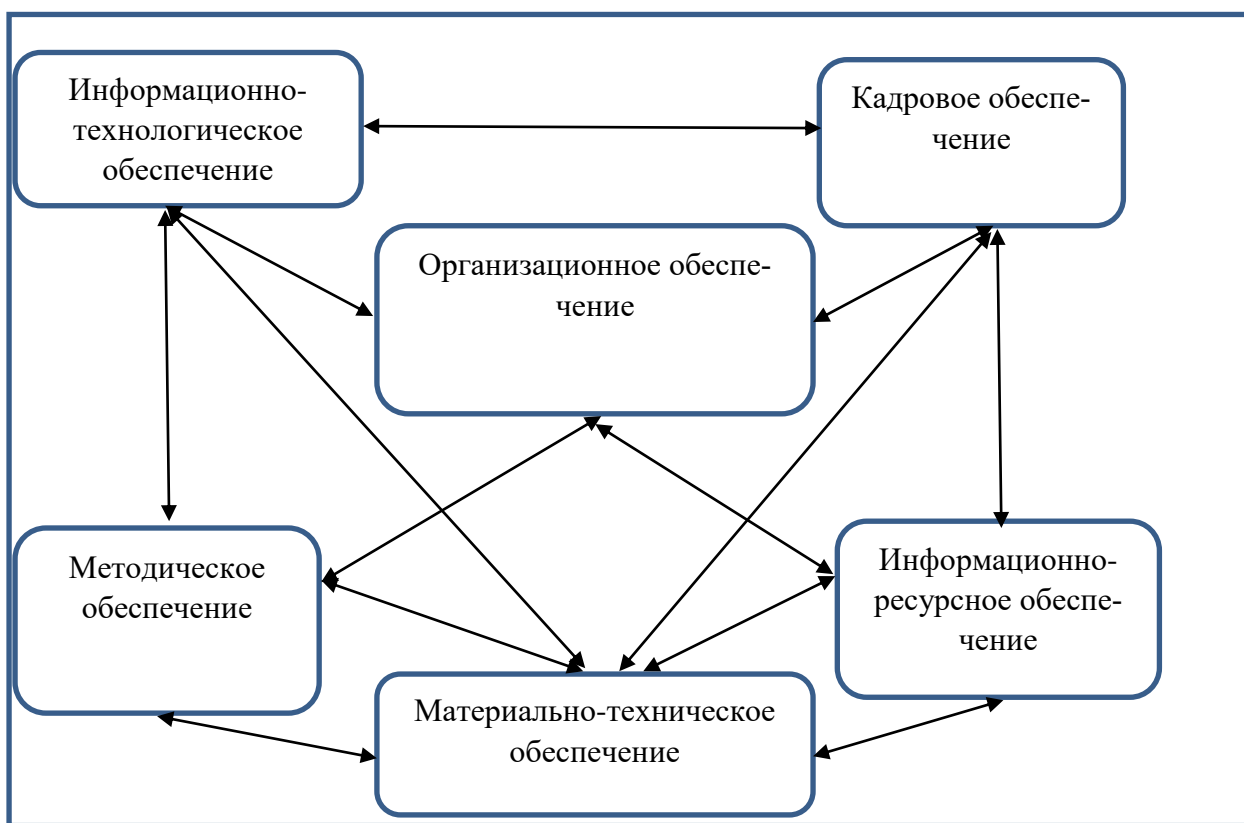 Информационно-
технологическое
обеспечение
Кадровое обеспе-
чение
Организационное обеспе-
чение
Методическое
обеспечение
Информационно-
ресурсное обеспе-
чение
Материально-техническое
обеспечение